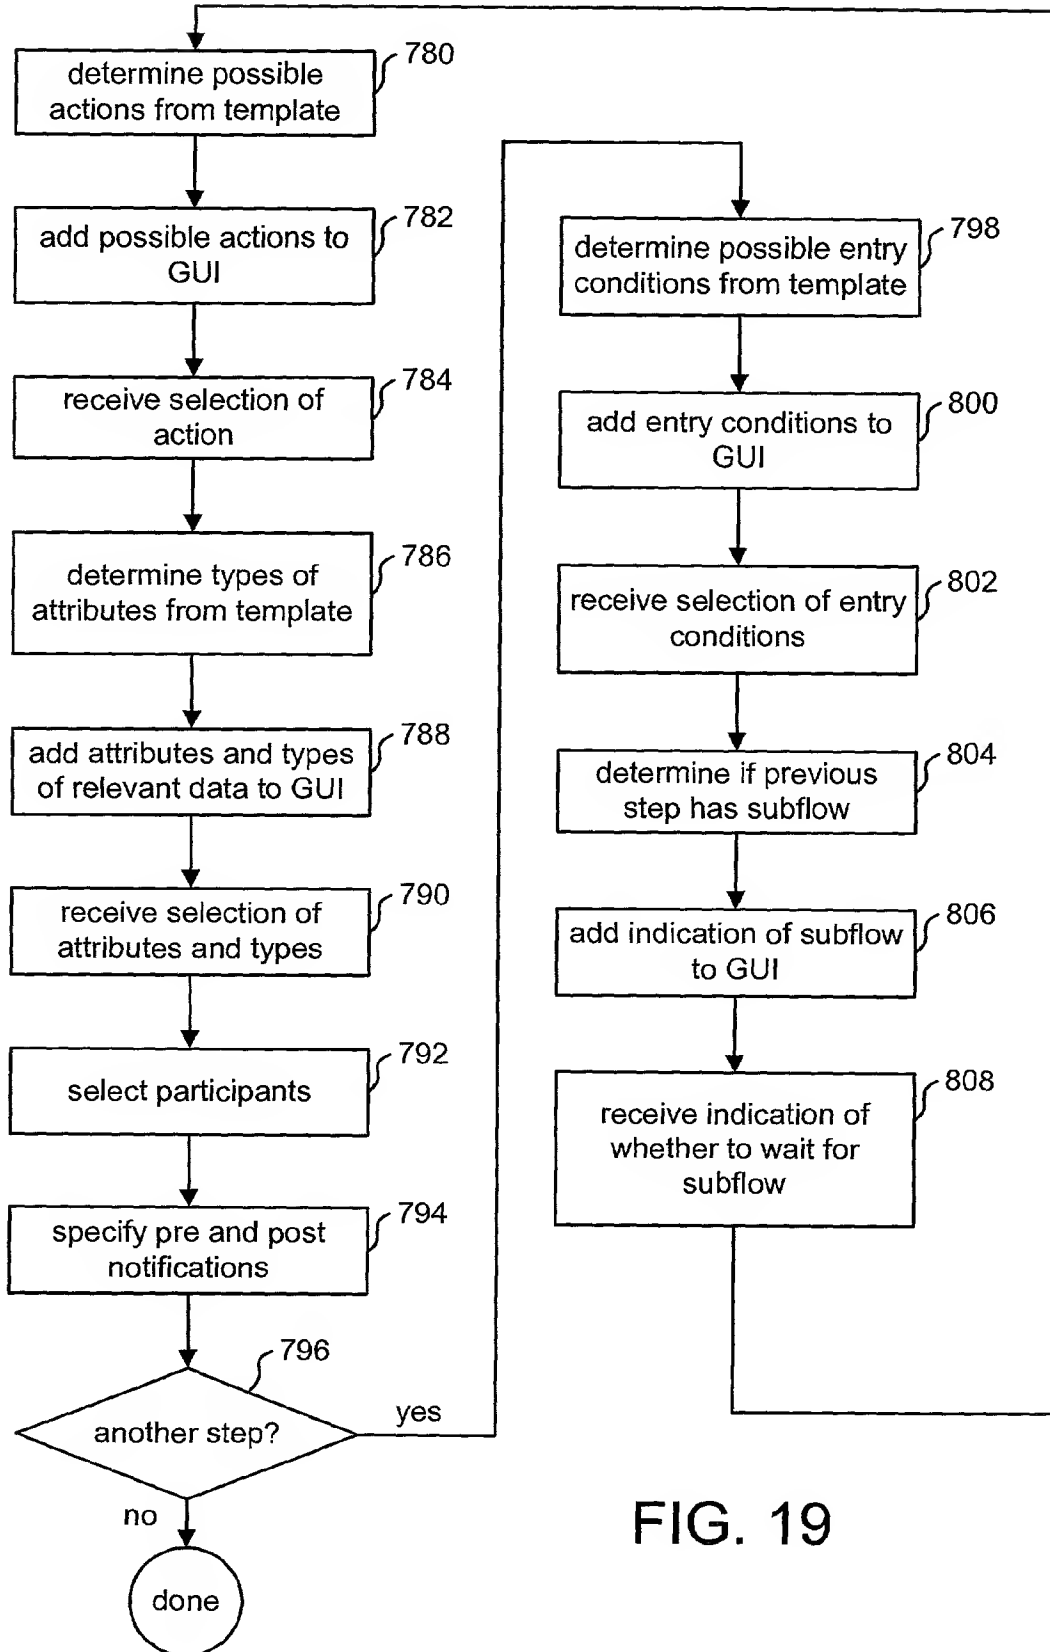 780
determine possible
actions from template
782
add possible actions to
GUI
784
receive selection of
action
786
determine types of
attributes from template
788
add attributes and types
of relevant data to GUI
790
receive selection of
attributes and types
792
select participants
794
specify pre and post
notifications
796
another step?
yes
no
done
798
determine possible entry
conditions from template
800
add entry conditions to
GUI
802
receive selection of entry
conditions
804
determine if previous
step has subflow
806
add indication of subflow
to GUI
808
receive indication of
whether to wait for
subflow
FIG. 19